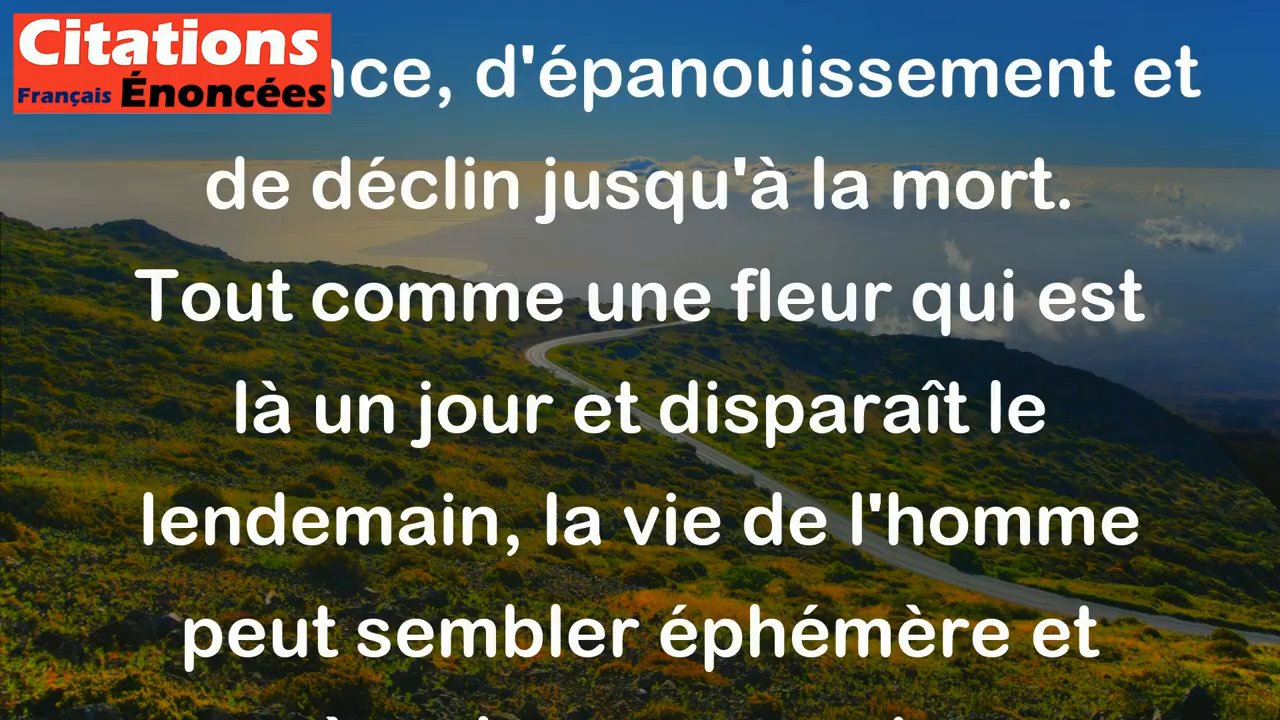 Citations
Français Énoncées
d'épanouissement et
de déclin jusqu'à la mort.
Tout comme une fleur qui est
là un jour et disparaît le
lendemain, la vie de l'homme
peut sembler éphémère et